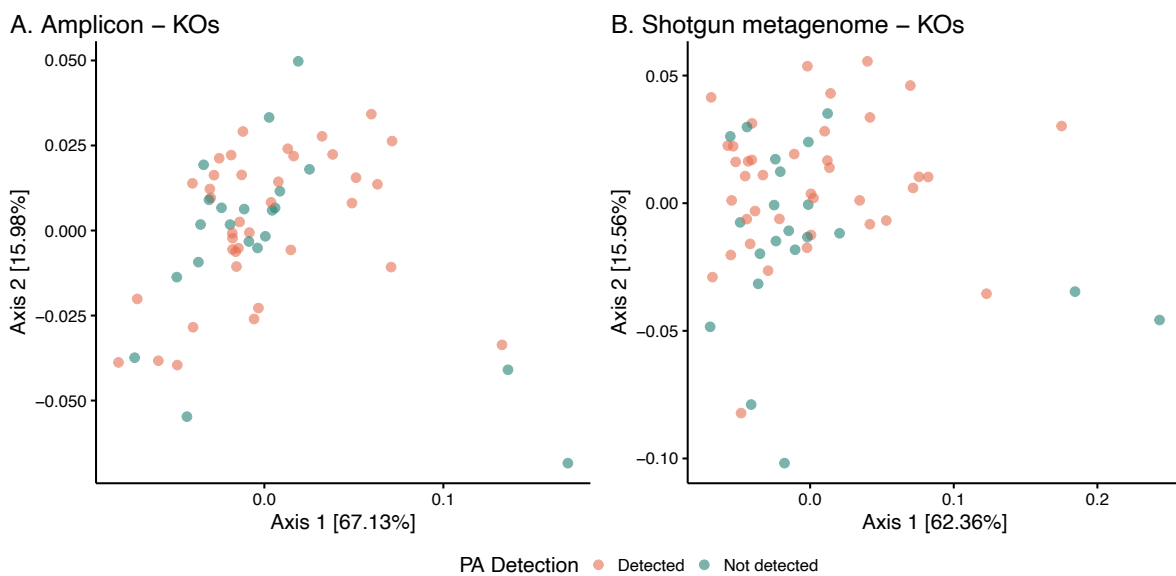 A. Amplicon – KOs
0.050
0.025
0.000
−0.025
−0.050
Axis 2 [15.98%]
0.0 0.1
Axis 1 [67.13%]
B. Shotgun metagenome – KOs
0.05
0.00
−0.05
−0.10
Axis 2 [15.56%]
0.0 0.1 0.2
Axis 1 [62.36%]
PA Detection Detected Not detected